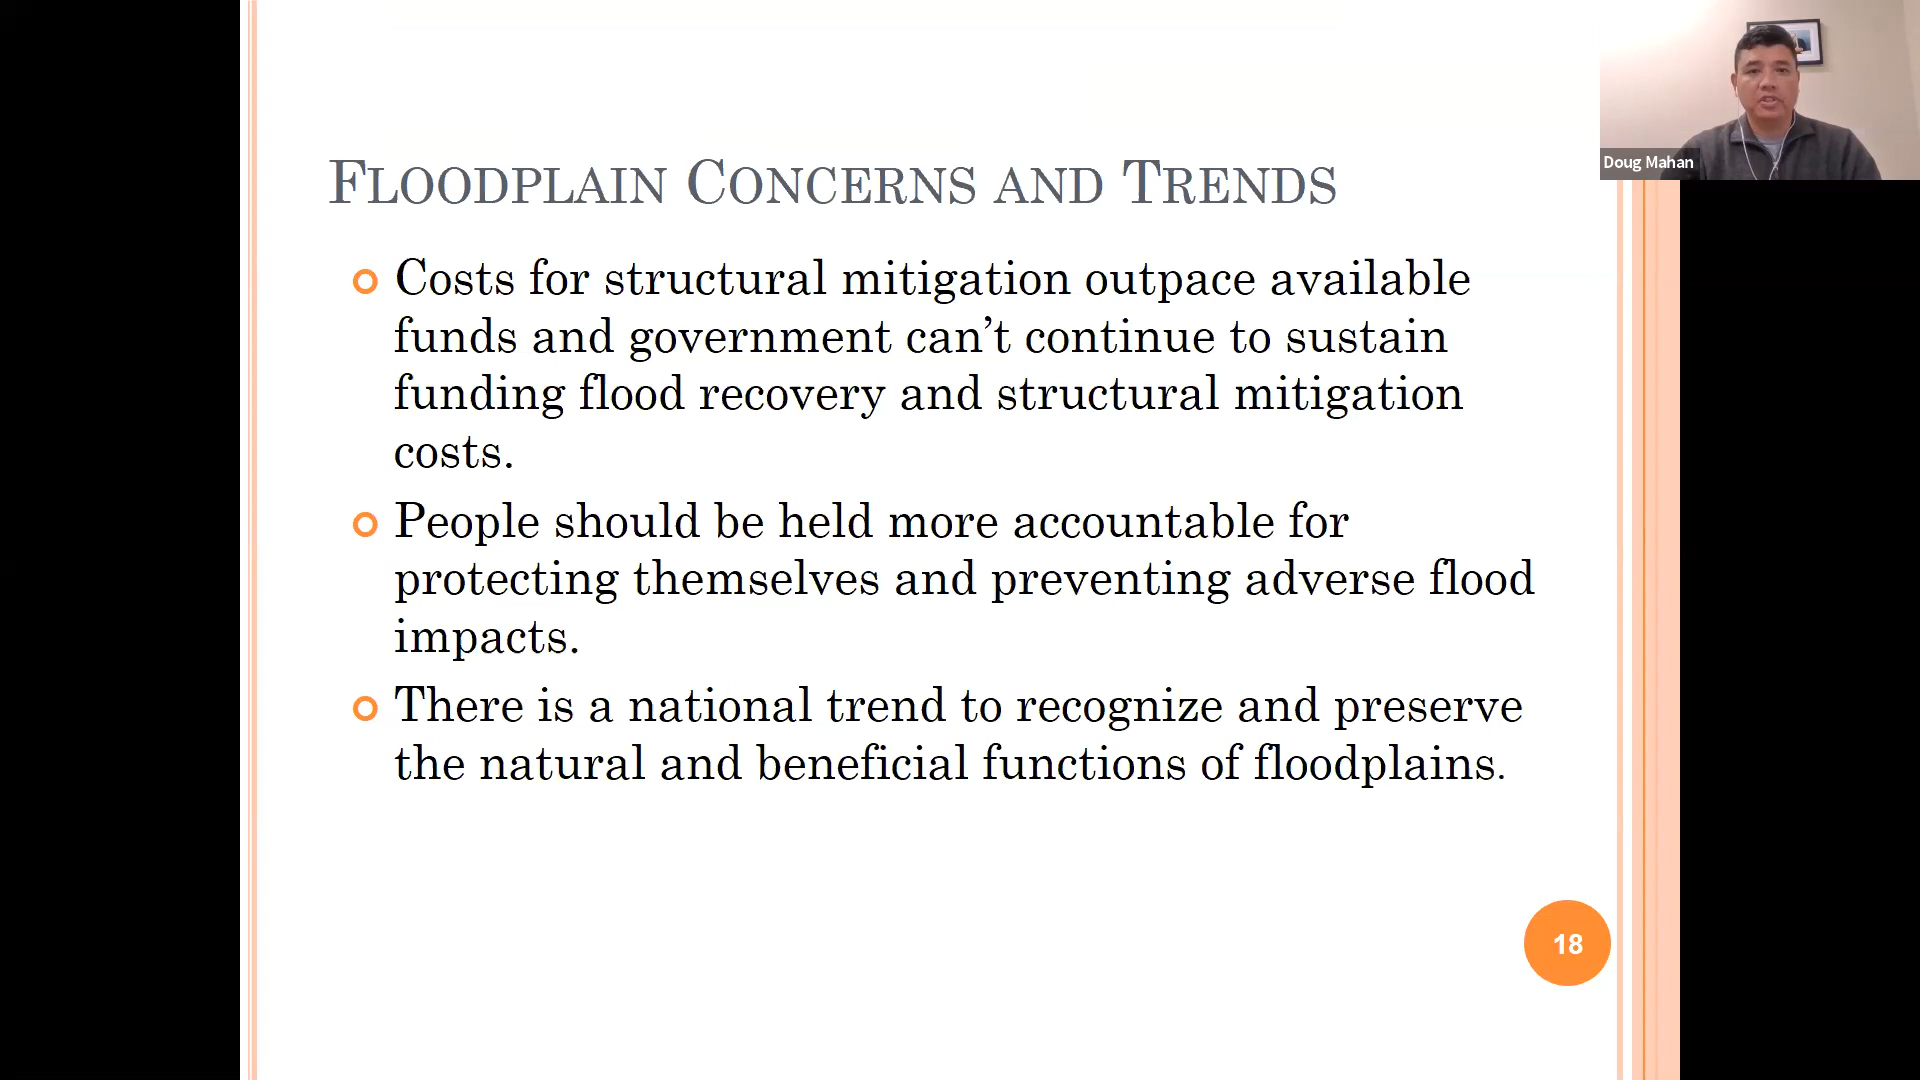 Doug Mahan
Floodplain Concerns and Trends
Costs for structural mitigation outpace available
funds and government can’t continue to sustain
funding flood recovery and structural mitigation
costs.
People should be held more accountable for
protecting themselves and preventing adverse flood
impacts.
There is a national trend to recognize and preserve
the natural and beneficial functions of floodplains.
18